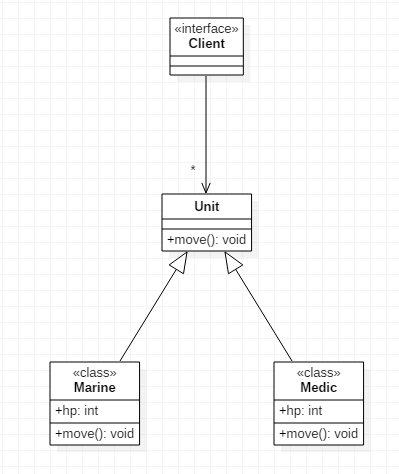 «interface»
Client
*
Unit
+move(): void
«class»
Marine
+hp: int
+move(): void
«class»
Medic
+hp: int
+move(): void